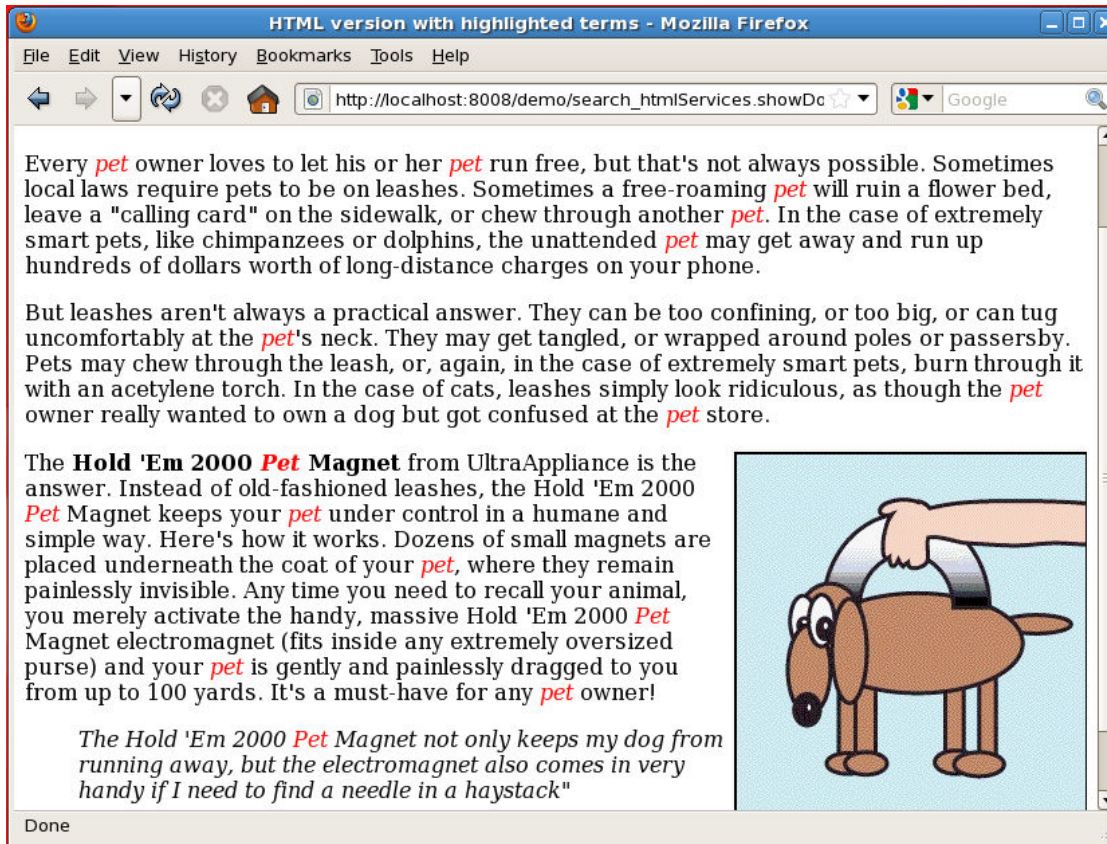 HTML version with highlighted terms - Mozilla Firefox
File Edit View History Bookmarks Tools Help
http://localhost:8008/demo/search_htmlServices.showDo
Google
Every pet owner loves to let his or her pet run free, but that's not always possible. Sometimes
local laws require pets to be on leashes. Sometimes a free-roaming pet will ruin a flower bed,
leave a "calling card" on the sidewalk, or chew through another pet. In the case of extremely
smart pets, like chimpanzees or dolphins, the unattended pet may get away and run up
hundreds of dollars worth of long-distance charges on your phone.
But leashes aren't always a practical answer. They can be too confining, or too big, or can tug
uncomfortably at the pet's neck. They may get tangled, or wrapped around poles or passersby.
Pets may chew through the leash, or, again, in the case of extremely smart pets, burn through it
with an acetylene torch. In the case of cats, leashes simply look ridiculous, as though the pet
owner really wanted to own a dog but got confused at the pet store.
The Hold 'Em 2000 Pet Magnet from UltraAppliance is the
answer. Instead of old-fashioned leashes, the Hold 'Em 2000
Pet Magnet keeps your pet under control in a humane and
simple way. Here's how it works. Dozens of small magnets are
placed underneath the coat of your pet, where they remain
painlessly invisible. Any time you need to recall your animal,
you merely activate the handy, massive Hold 'Em 2000 Pet
Magnet electromagnet (fits inside any extremely oversized
purse) and your pet is gently and painlessly dragged to you
from up to 100 yards. It's a must-have for any pet owner!
The Hold 'Em 2000 Pet Magnet not only keeps my dog from
running away, but the electromagnet also comes in very
handy if I need to find a needle in a haystack"
Done